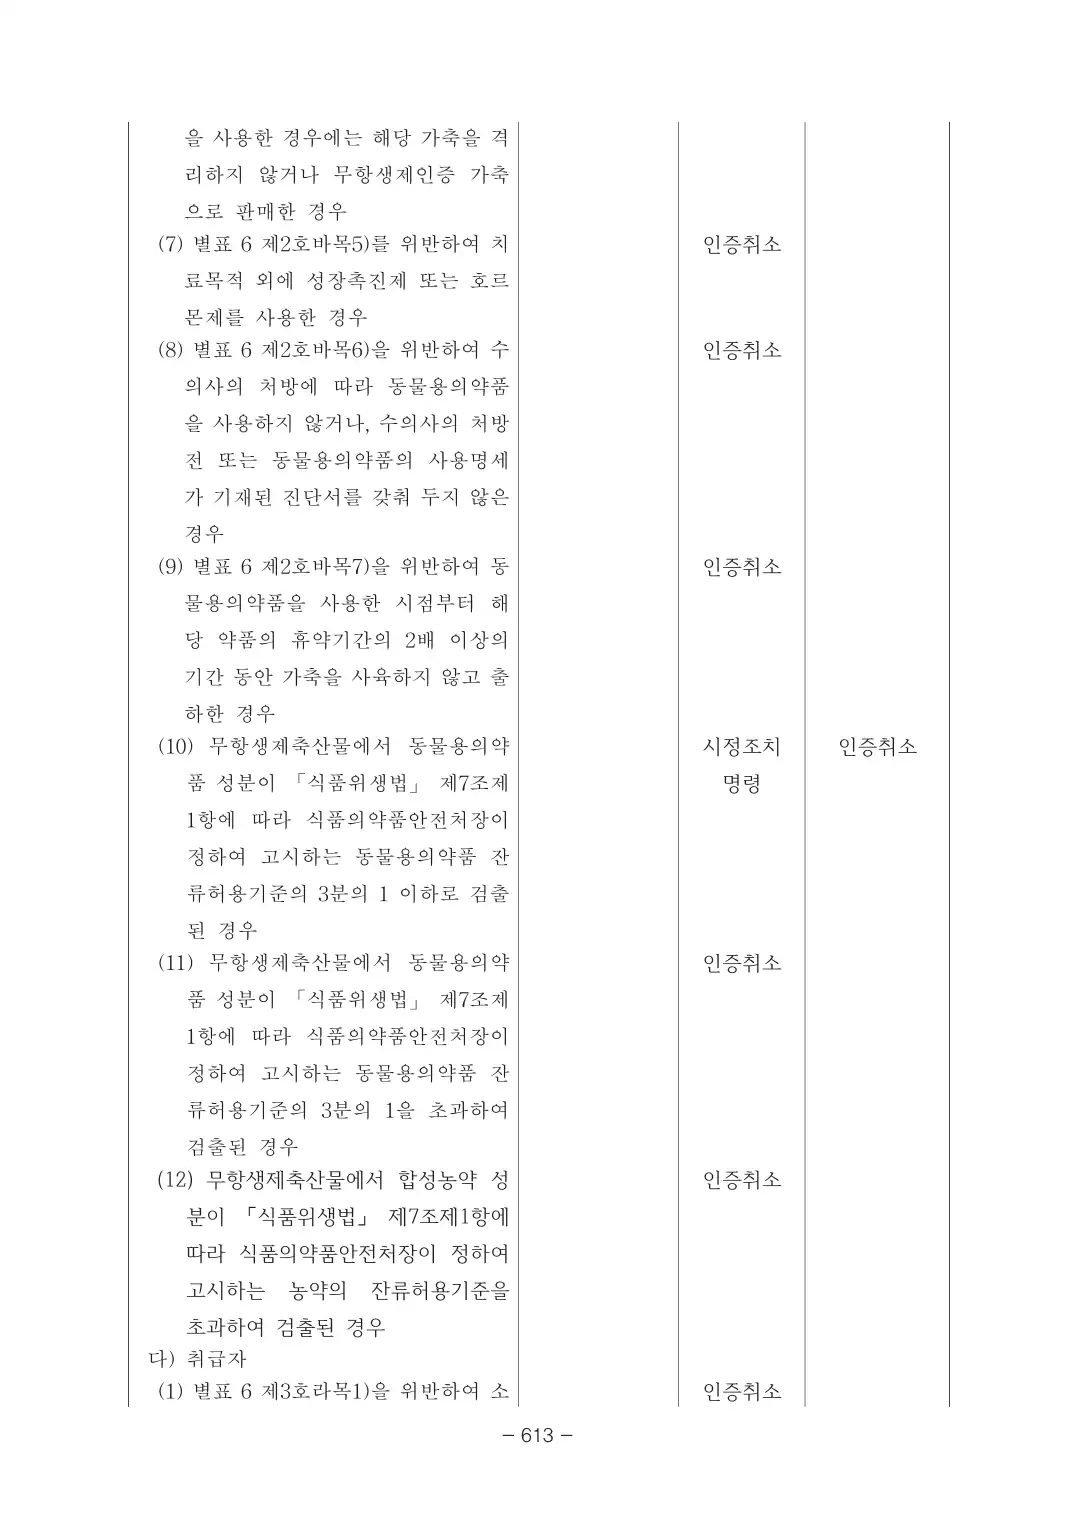 을 사용한 경우에는 해당 가축을 격
리하지 않거나 무항생제인증 가축
으로 판매한 경우
(7) 별표 6 제2호바목5)를 위반하여 치 인증취소
료목적 외에 성장촉진제 또는 호르
몬제를 사용한 경우
(8) 별표 6 제2호바목6)을 위반하여 수 인증취소
의사의 처방에 따라 동물용의약품
을 사용하지 않거나, 수의사의 처방
전 또는 동물용의약품의 사용명세
가 기재된 진단서를 갖춰 두지 않은
경우
(9) 별표 6 제2호바목7)을 위반하여 동 인증취소
물용의약품을 사용한 시점부터 해
당 약품의 휴약기간의 2배 이상의
기간 동안 가축을 사육하지 않고 출
하한 경우
(10) 무항생제축산물에서 동물용의약 시정조치 인증취소
품 성분이 「식품위생법」 제7조제 명령
1항에 따라 식품의약품안전처장이
정하여 고시하는 동물용의약품 잔
류허용기준의 3분의 1 이하로 검출
된 경우
(11) 무항생제축산물에서 동물용의약 인증취소
품 성분이 「식품위생법」 제7조제
1항에 따라 식품의약품안전처장이
정하여 고시하는 동물용의약품 잔
류허용기준의 3분의 1을 초과하여
검출된 경우
(12) 무항생제축산물에서 합성농약 성 인증취소
분이 「식품위생법」 제7조제1항에
따라 식품의약품안전처장이 정하여
고시하는 농약의 잔류허용기준을
초과하여 검출된 경우
다) 취급자
(1) 별표 6 제3호라목1)을 위반하여 소 인증취소
- 613 -